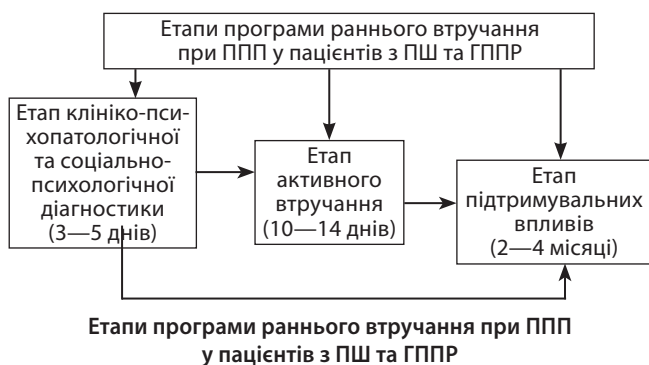 Етапи програми раннього втручання
при ППП у пацієнтів з ПШ та ГППР
Етап клініко-пси-
хопатологічної
та соціально-
психологічної
діагностики
(3—5 днів)
Етап
активного
втручання
(10—14 днів)
Етап
підтримувальних
впливів
(2—4 місяці)
Етапи програми раннього втручання при ППП
у пацієнтів з ПШ та ГППР